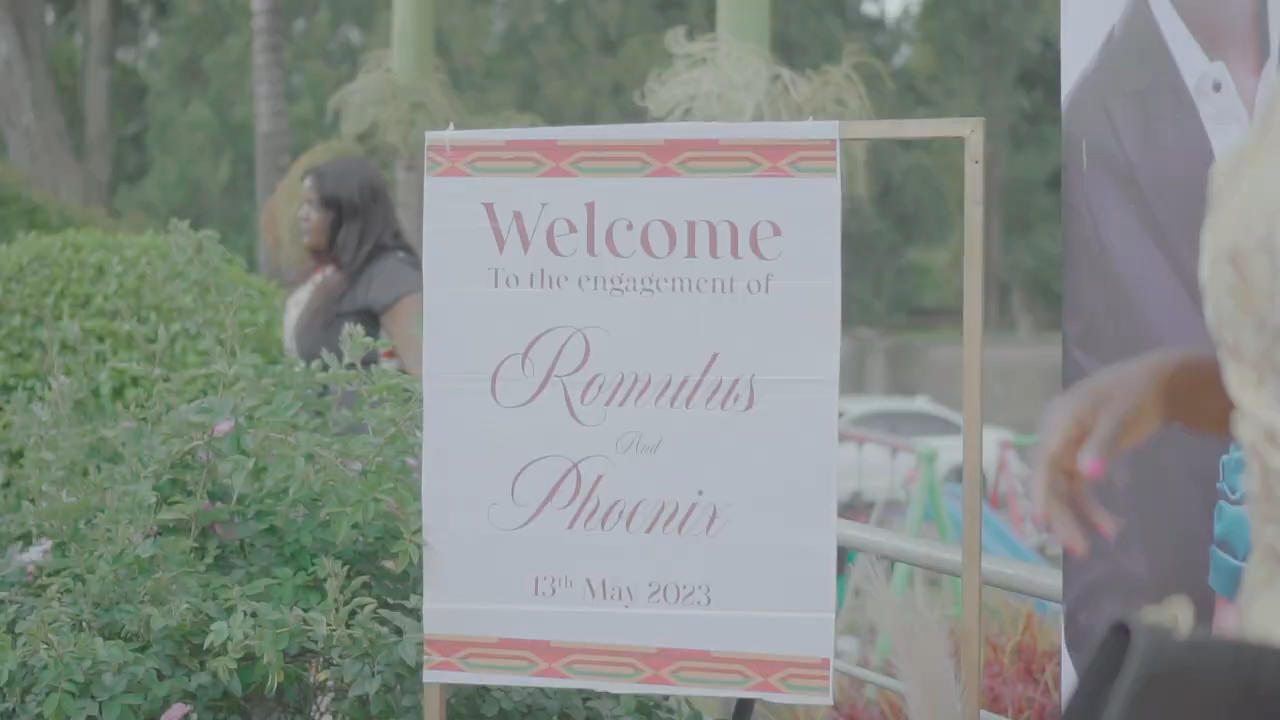 Welcome
To the engagement of
Romulus
And
Phoenix
13th May 2023